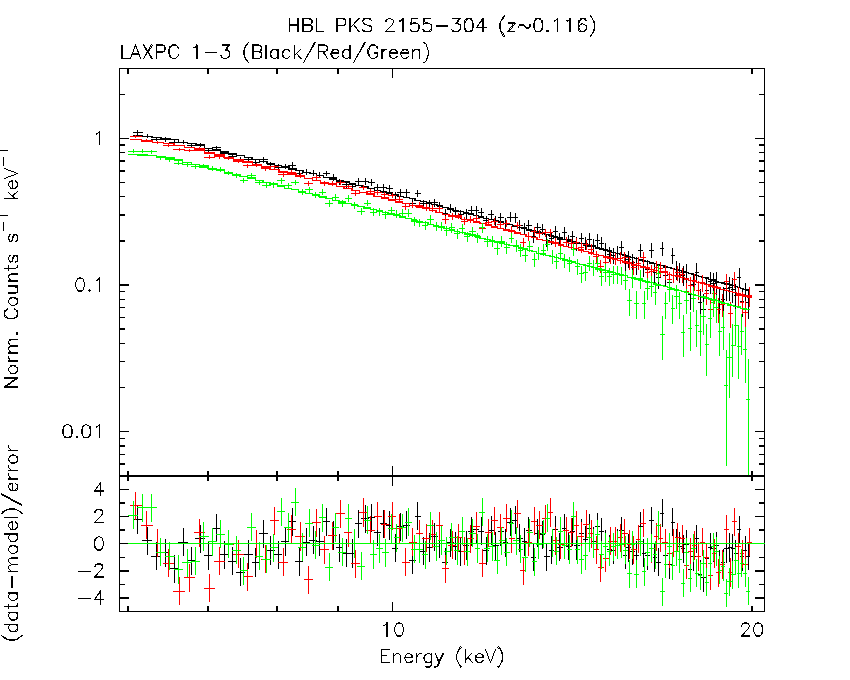 HBL PKS 2155−304 (z~0.116)
LAXPC 1−3 (Black/Red/Green)
Norm. Counts s⁻¹ keV⁻¹
1
0.1
0.01
(data−model)/error
4
2
0
−2
−4
10
20
Energy (keV)